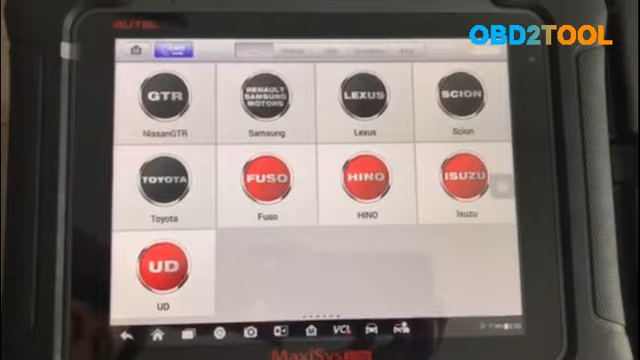 AUTEL
OBD2TOOL
GTR
NissanGTR
RENAULT
SAMSUNG
MOTORS
Samsung
LEXUS
Lexus
SCION
Scion
TOYOTA
Toyota
FUSO
Fuso
HINO
HINO
ISUZU
Isuzu
UD
UD
VCI
MaxiSys